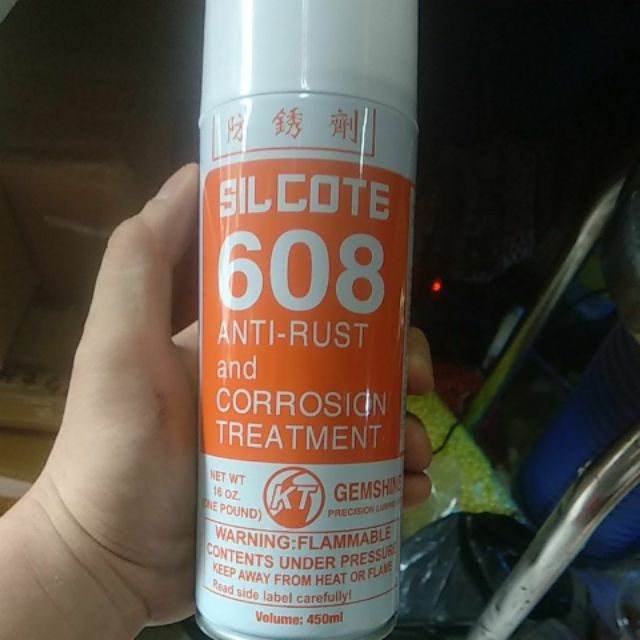 防銹劑
SILCOTE
608
ANTI-RUST
and
CORROSION
TREATMENT
NET WT
16 OZ.
(ONE POUND)
KT
PRECISION
WARNING:FLAMMABLE
CONTENTS UNDER PRESSURE
KEEP AWAY FROM HEAT OR FLAME
Read side label carefully!
Volume: 450ml